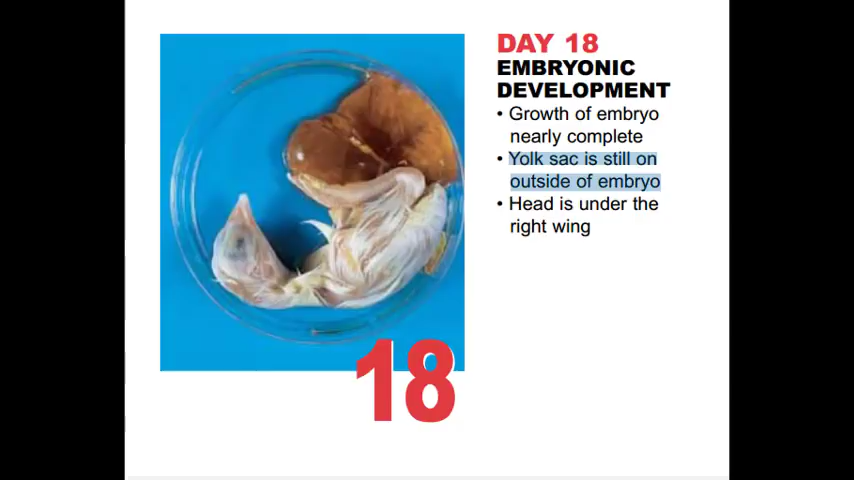 DAY 18
EMBRYONIC
DEVELOPMENT
• Growth of embryo
nearly complete
• Yolk sac is still on
outside of embryo
• Head is under the
right wing
18